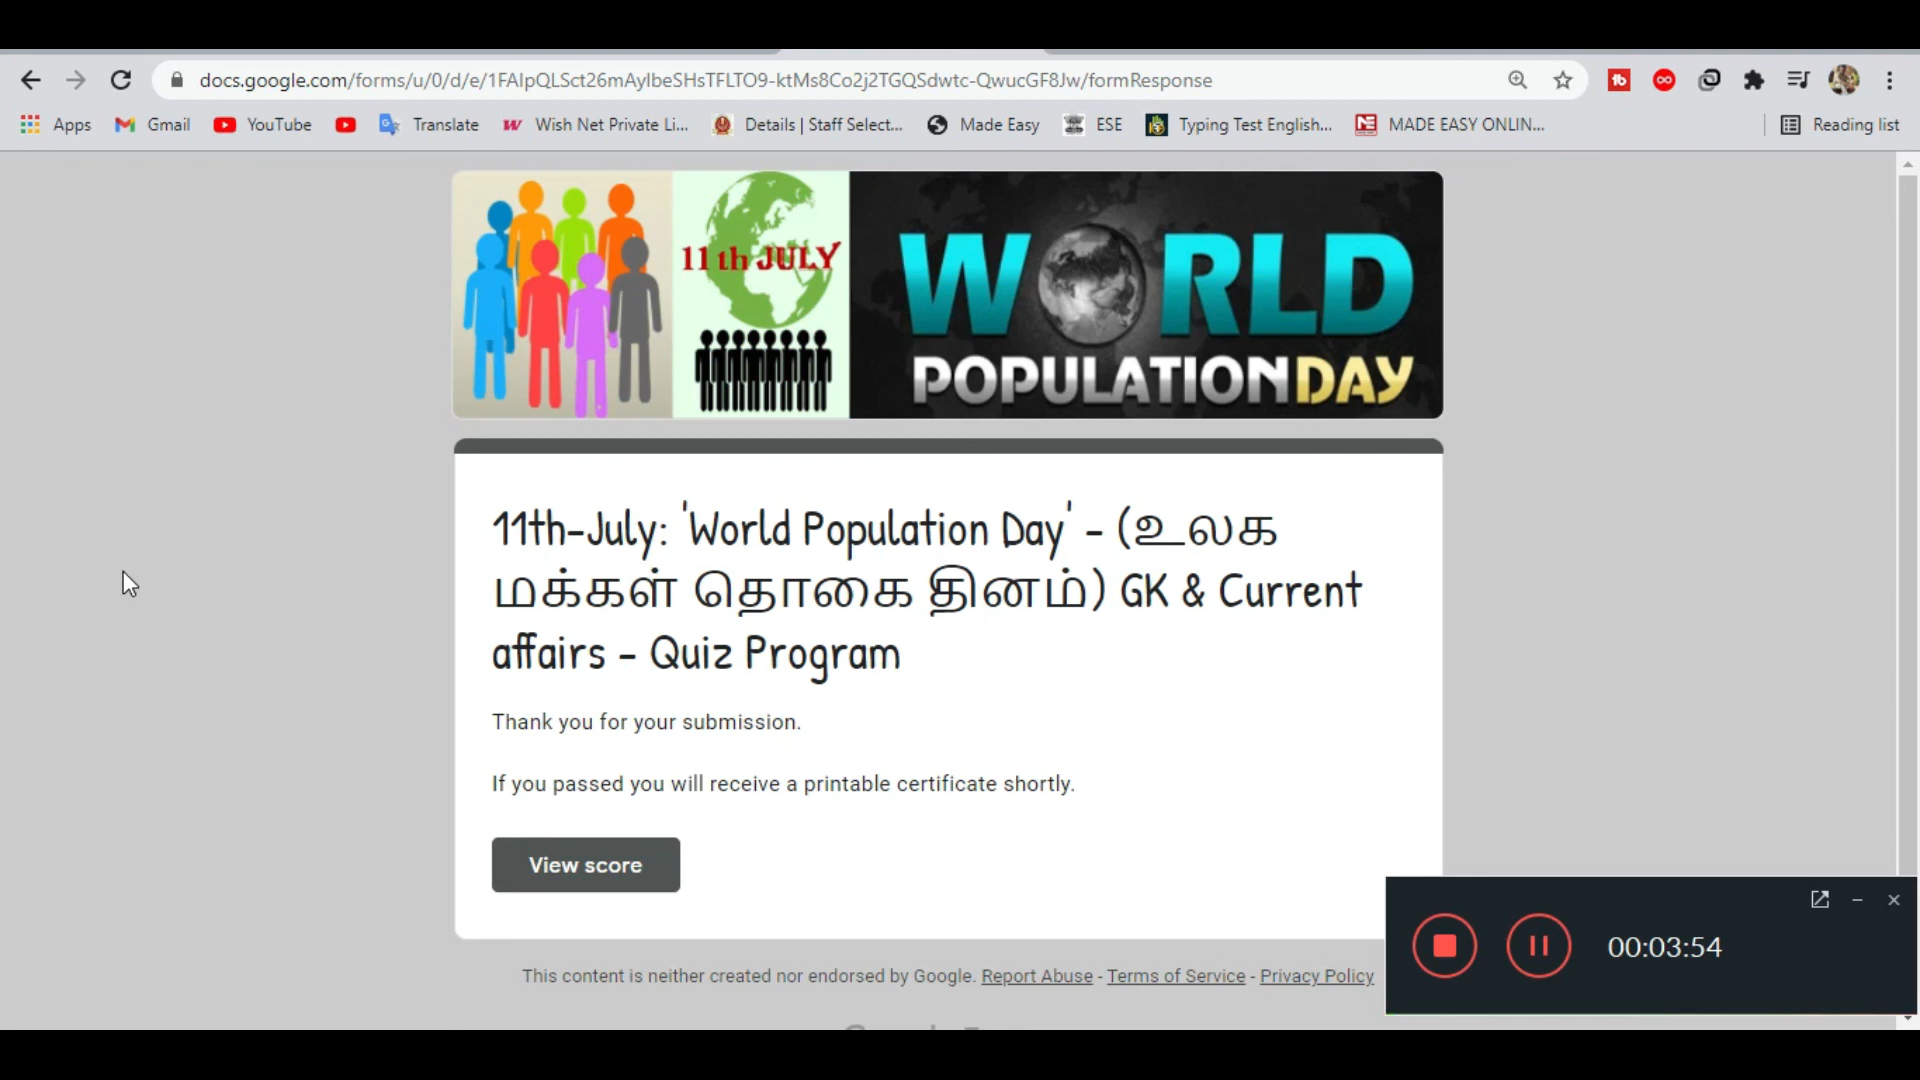 docs.google.com/forms/u/0/d/e/1FAIpQLSct26mAylbeSHsTFLTO9-ktMs8Co2j2TGQSdwtc-QwucGF8Jw/formResponse
Apps Gmail YouTube Translate Wish Net Private Li... Details | Staff Select... Made Easy ESE Typing Test English... MADE EASY ONLIN... Reading list
11 th JULY
WORLD
POPULATION DAY
11th-July: 'World Population Day' - (உலக
மக்கள் தொகை தினம்) GK & Current
affairs - Quiz Program
Thank you for your submission.
If you passed you will receive a printable certificate shortly.
View score
00:03:54
This content is neither created nor endorsed by Google. Report Abuse - Terms of Service - Privacy Policy